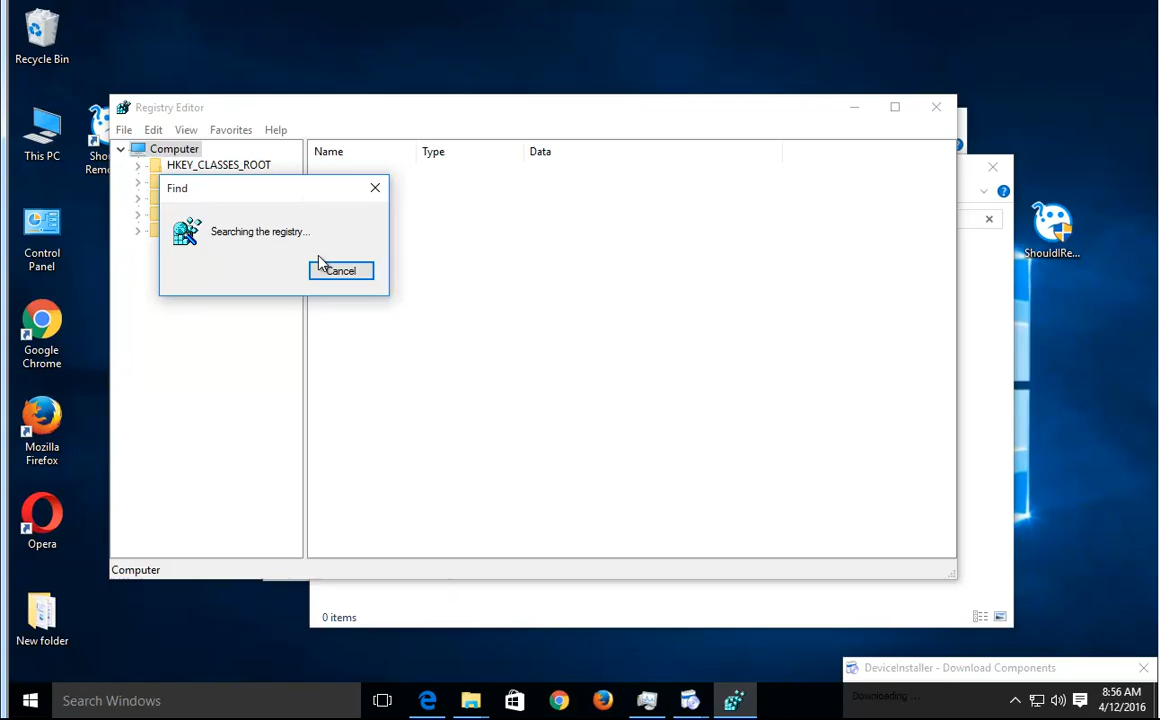 Recycle Bin
This PC
Control
Panel
Google
Chrome
Mozilla
Firefox
Opera
New folder
Registry Editor
File Edit View Favorites Help
Computer
HKEY_CLASSES_ROOT
Name Type Data
Find
Searching the registry...
Cancel
Computer
0 items
ShouldIRe...
DeviceInstaller - Download Components
Downloading ...
Search Windows
8:56 AM
4/12/2016